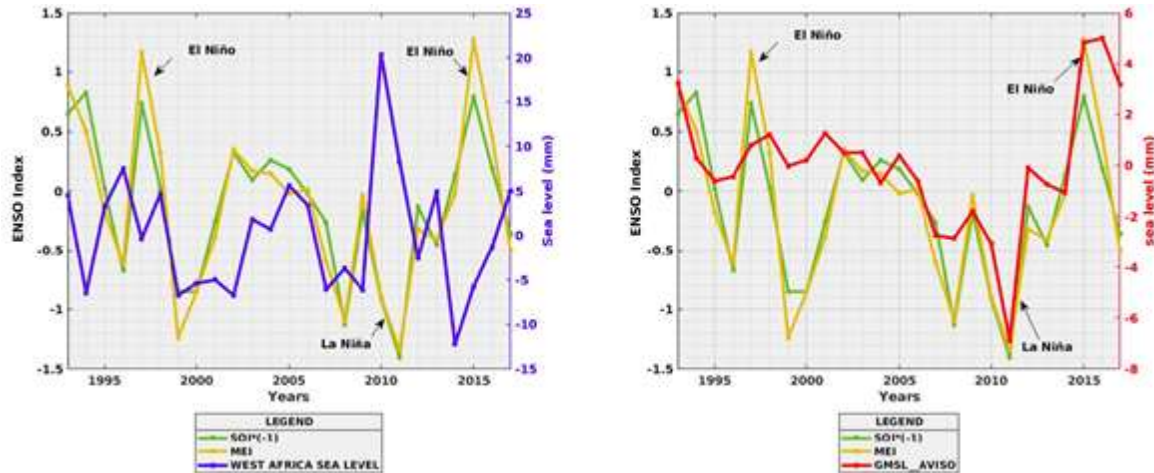 1.5
1
0.5
0
-0.5
-1
-1.5
ENSO Index
El Niño
El Niño
La Niña
25
20
15
10
5
0
-5
-10
-15
Sea level (mm)
1995 2000 2005 2010 2015
Years
LEGEND
SOI*(-1)
MEI
WEST AFRICA SEA LEVEL
1.5
1
0.5
0
-0.5
-1
-1.5
ENSO Index
El Niño
El Niño
La Niña
6
4
2
0
-2
-4
-6
-8
sea level (mm)
1995 2000 2005 2010 2015
Years
LEGEND
SOI*(-1)
MEI
GMSL_AVISO